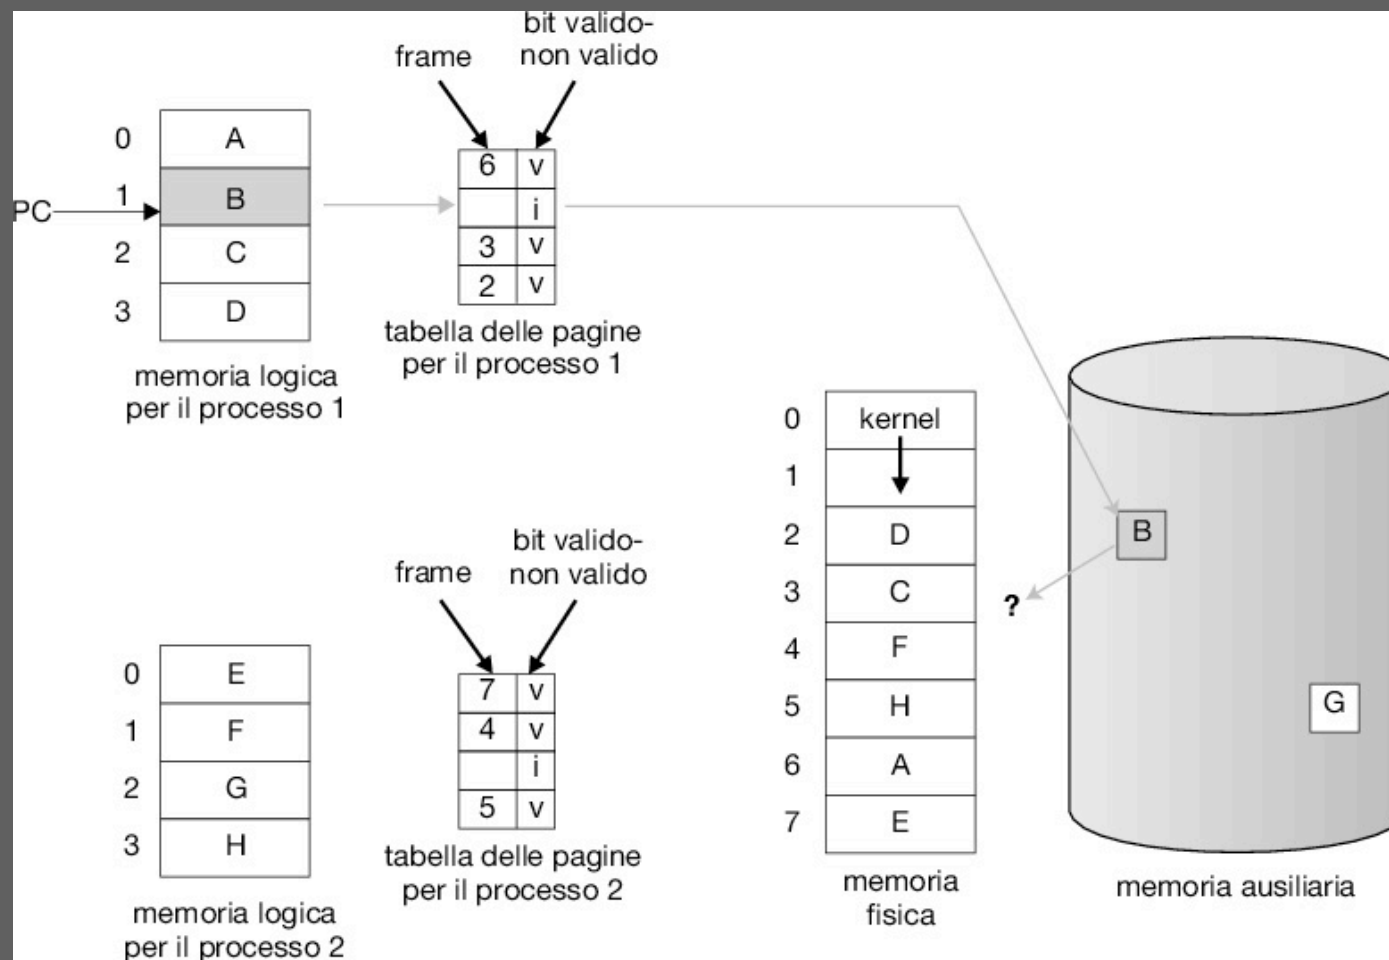 frame
bit valido-
non valido
0 A
1 B
PC
2 C
3 D
6 v
i
3 v
2 v
memoria logica
per il processo 1
tabella delle pagine
per il processo 1
frame
bit valido-
non valido
0 E
1 F
2 G
3 H
7 v
4 v
i
5 v
memoria logica
per il processo 2
tabella delle pagine
per il processo 2
0 kernel
1
2 D
3 C
4 F
5 H
6 A
7 E
memoria
fisica
?
B
G
memoria ausiliaria